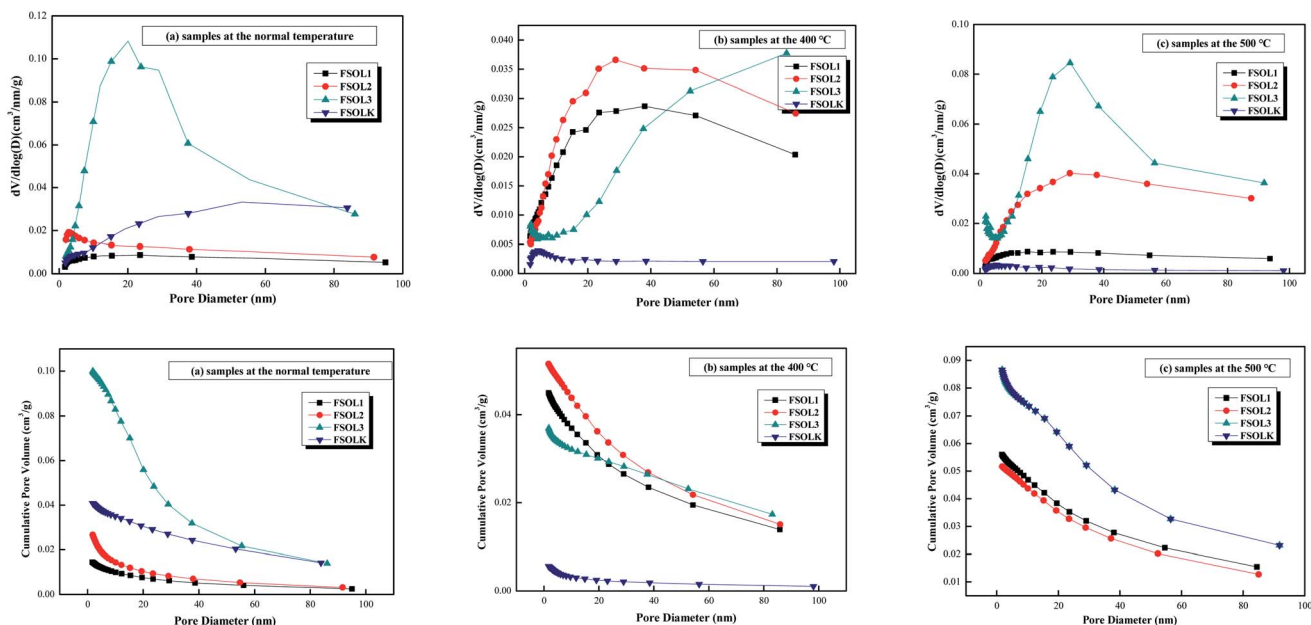 (a) samples at the normal temperature
FSOL1
FSOL2
FSOL3
FSOLK
dV/dlog(D)(cm³/nm/g)
0.12
0.10
0.08
0.06
0.04
0.02
0.00
0 20 40 60 80 100
Pore Diameter (nm)
(b) samples at the 400 °C
FSOL1
FSOL2
FSOL3
FSOLK
dV/dlog(D)(cm³/nm/g)
0.040
0.035
0.030
0.025
0.020
0.015
0.010
0.005
0.000
0 20 40 60 80 100
Pore Diameter (nm)
(c) samples at the 500 °C
FSOL1
FSOL2
FSOL3
FSOLK
dV/dlog(D)(cm³/nm/g)
0.10
0.08
0.06
0.04
0.02
0.00
0 20 40 60 80 100
Pore Diameter (nm)
(a) samples at the normal temperature
FSOL1
FSOL2
FSOL3
FSOLK
Cumulative Pore Volume (cm³/g)
0.10
0.08
0.06
0.04
0.02
0.00
0 20 40 60 80 100
Pore Diameter (nm)
(b) samples at the 400 °C
FSOL1
FSOL2
FSOL3
FSOLK
Cumulative Pore Volume (cm³/g)
0.04
0.02
0.00
0 20 40 60 80 100
Pore Diameter (nm)
(c) samples at the 500 °C
FSOL1
FSOL2
FSOL3
FSOLK
Cumulative Pore Volume (cm³/g)
0.09
0.08
0.07
0.06
0.05
0.04
0.03
0.02
0.01
0 20 40 60 80 100
Pore Diameter (nm)